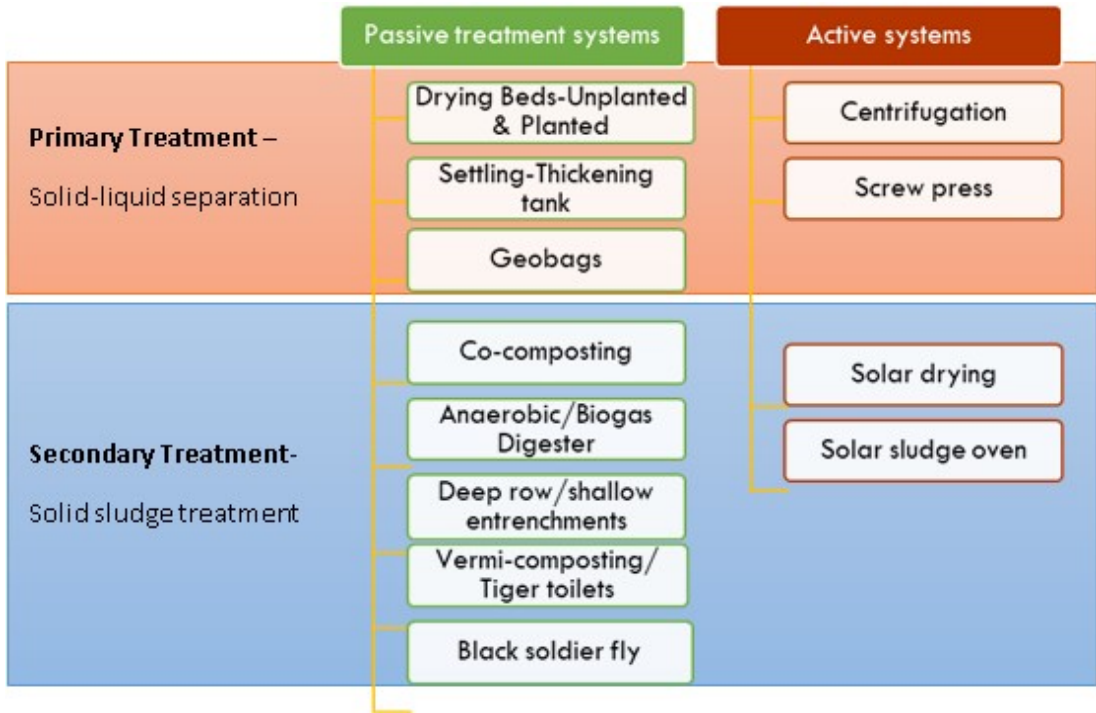 Passive treatment systems
Active systems
Primary Treatment –
Solid-liquid separation
Drying Beds-Unplanted
& Planted
Settling-Thickening
tank
Geobags
Centrifugation
Screw press
Secondary Treatment-
Solid sludge treatment
Co-composting
Anaerobic/Biogas
Digester
Deep row/shallow
entrenchments
Vermi-composting/
Tiger toilets
Black soldier fly
Solar drying
Solar sludge oven